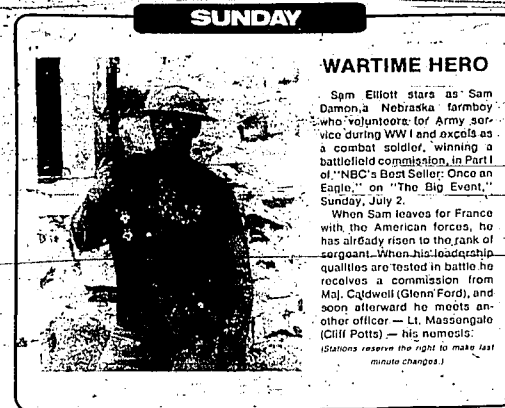 SUNDAY
WARTIME HERO
Sam Elliott stars as Sam
Damon, a Nebraska farmboy
who volunteers for Army ser-
vice during WW I and excels as
a combat soldier, winning a
battlefield commission, in Part I
of "NBC's Best Seller: Once an
Eagle," on "The Big Event,"
Sunday, July 2.
When Sam leaves for France
with the American forces, he
has already risen to the rank of
sergeant. When his leadership
qualities are tested in battle he
receives a commission from
Maj. Caldwell (Glenn Ford), and
soon afterward he meets an-
other officer — Lt. Massengale
(Cliff Potts) — his nemesis.
(Stations reserve the right to make last
minute changes.)